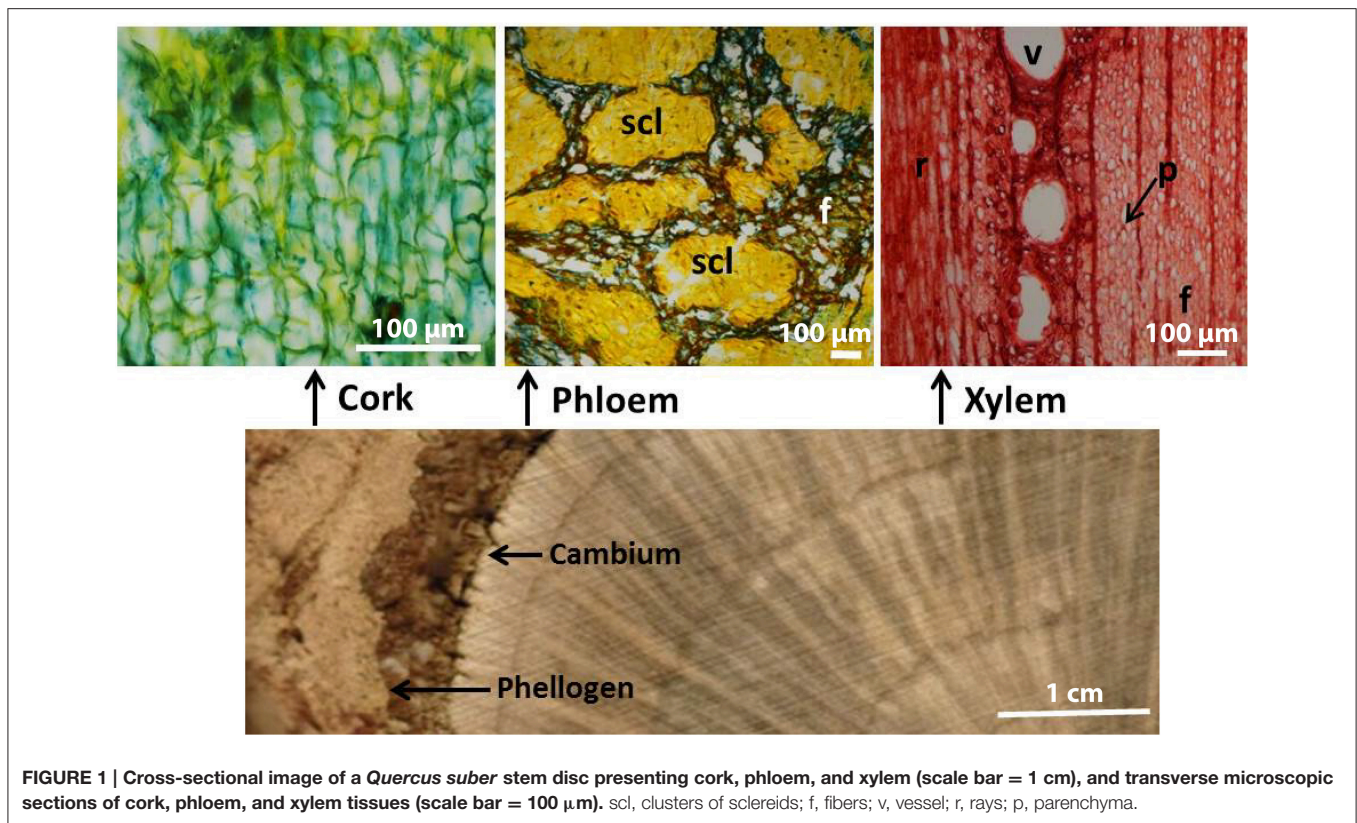 scl
scl
f
100 μm
100 μm
v
r
p
f
100 μm
Cork
Phloem
Xylem
Cambium
Phellogen
1 cm
FIGURE 1 | Cross-sectional image of a Quercus suber stem disc presenting cork, phloem, and xylem (scale bar = 1 cm), and transverse microscopic
sections of cork, phloem, and xylem tissues (scale bar = 100 μm). scl, clusters of sclereids; f, fibers; v, vessel; r, rays; p, parenchyma.